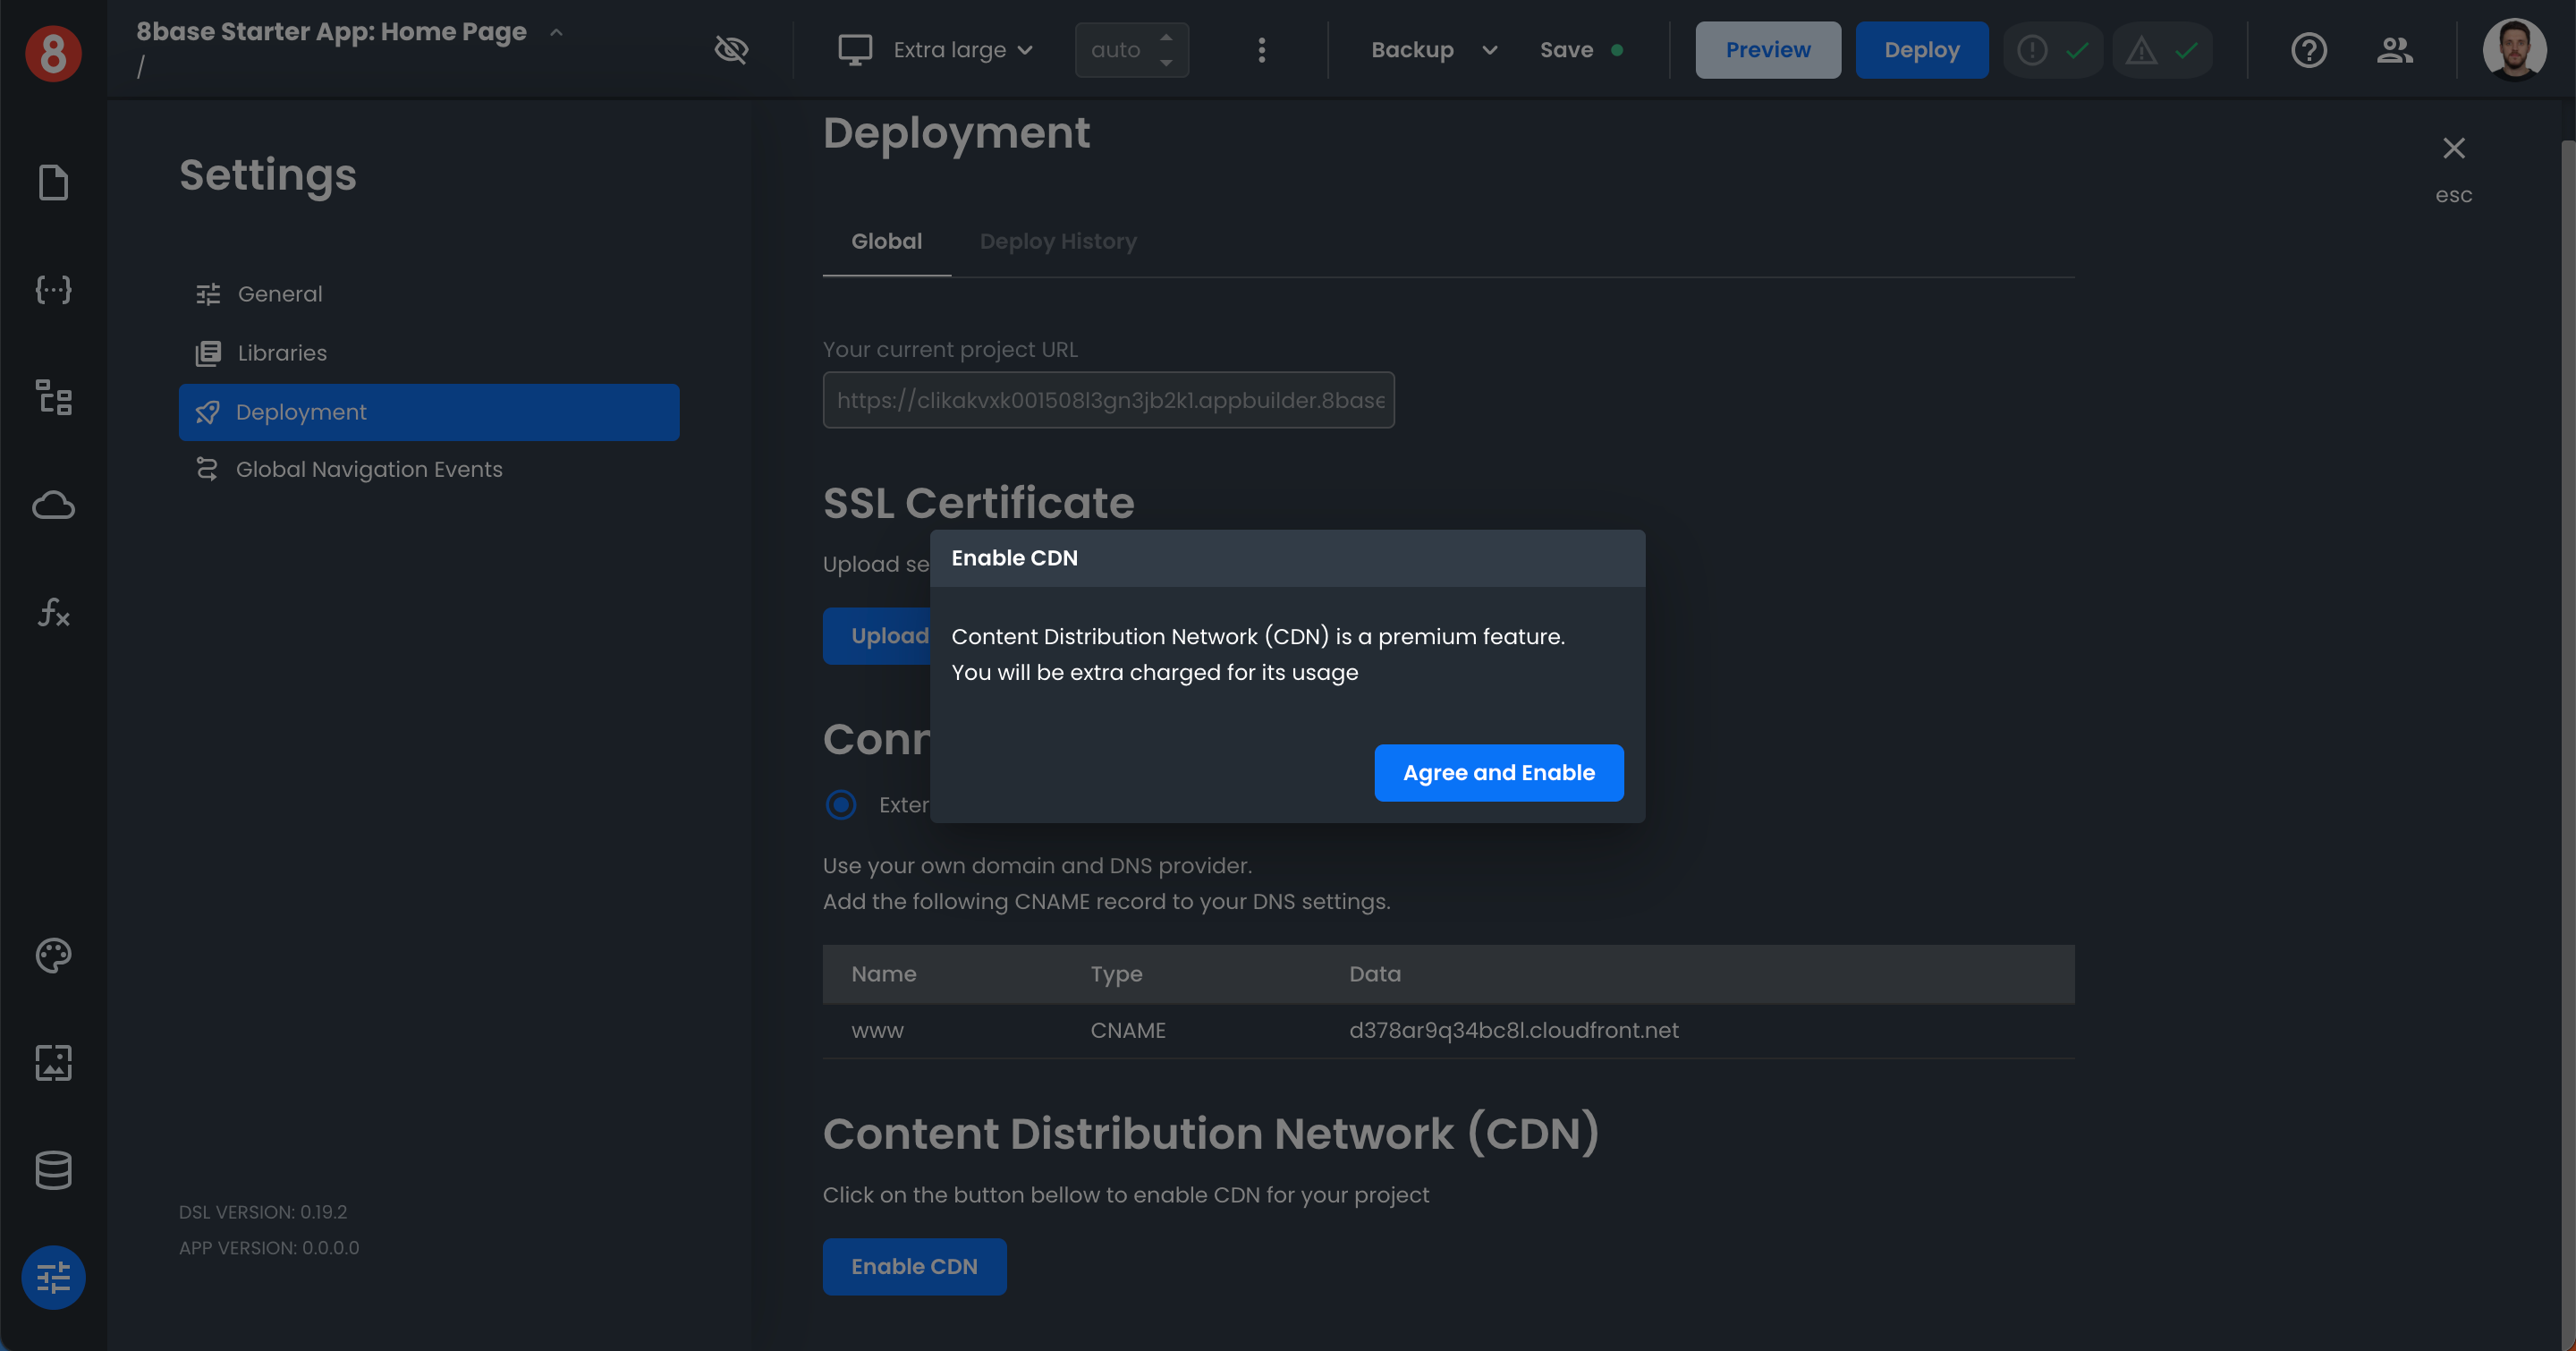 8
8base Starter App: Home Page
/
Extra large
auto
Backup
Save
Preview
Deploy
Settings
General
Libraries
Deployment
Global Navigation Events
DSL VERSION: 0.19.2
APP VERSION: 0.0.0.0
Deployment
esc
Global
Deploy History
Your current project URL
https://clikakvxk001508l3gn3jb2k1.appbuilder.8base
SSL Certificate
Upload se
Upload
Enable CDN
Content Distribution Network (CDN) is a premium feature.
You will be extra charged for its usage
Agree and Enable
Conn
Exter
Use your own domain and DNS provider.
Add the following CNAME record to your DNS settings.
Name Type Data
www CNAME d378ar9q34bc8l.cloudfront.net
Content Distribution Network (CDN)
Click on the button bellow to enable CDN for your project
Enable CDN